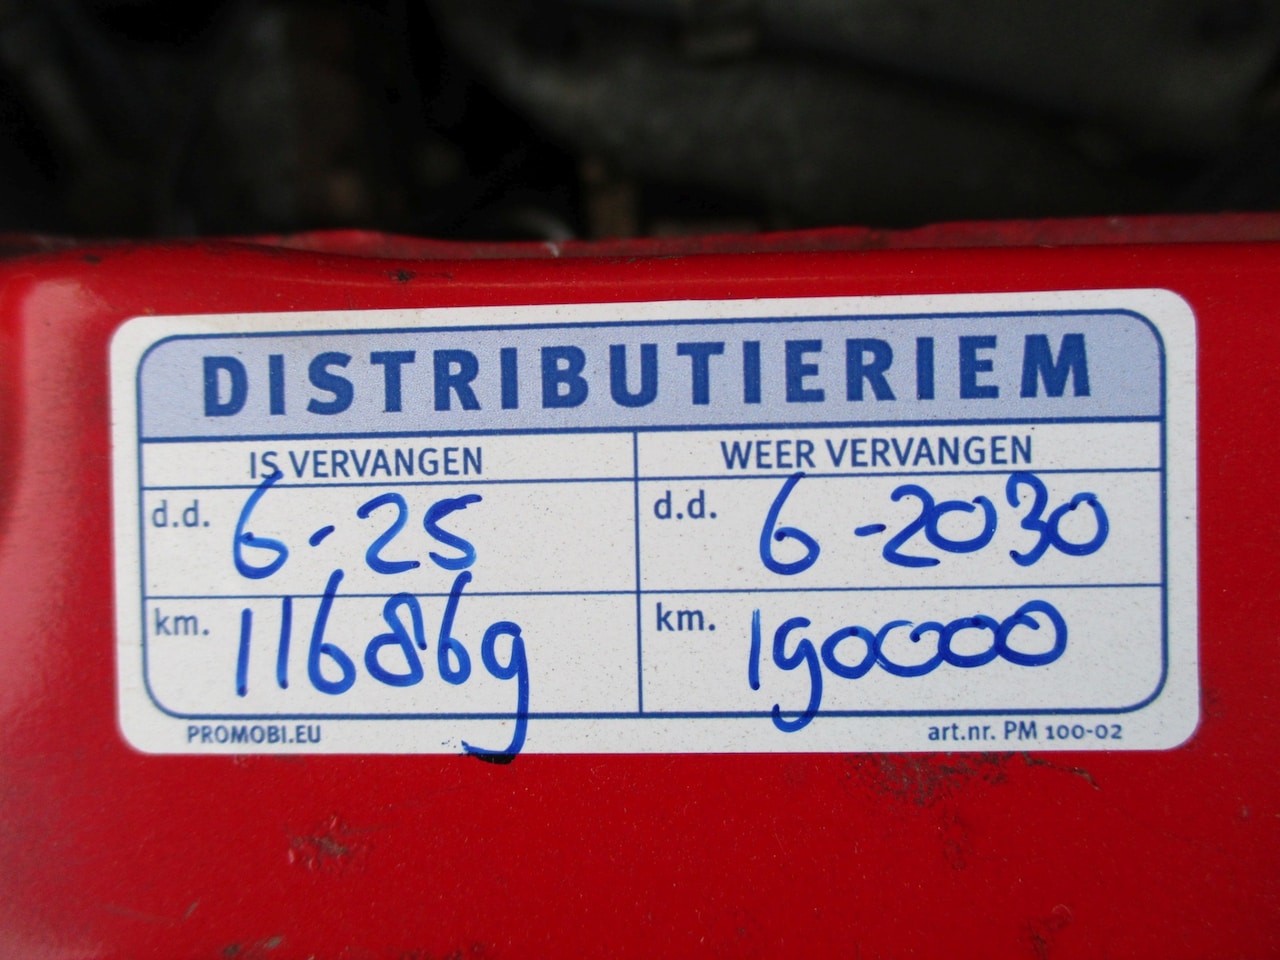 DISTRIBUTIERIEM
IS VERVANGEN WEER VERVANGEN
d.d. 6-25 d.d. 6-2030
km. 116869 km. 190000
PROMOBI.EU art.nr. PM 100-02